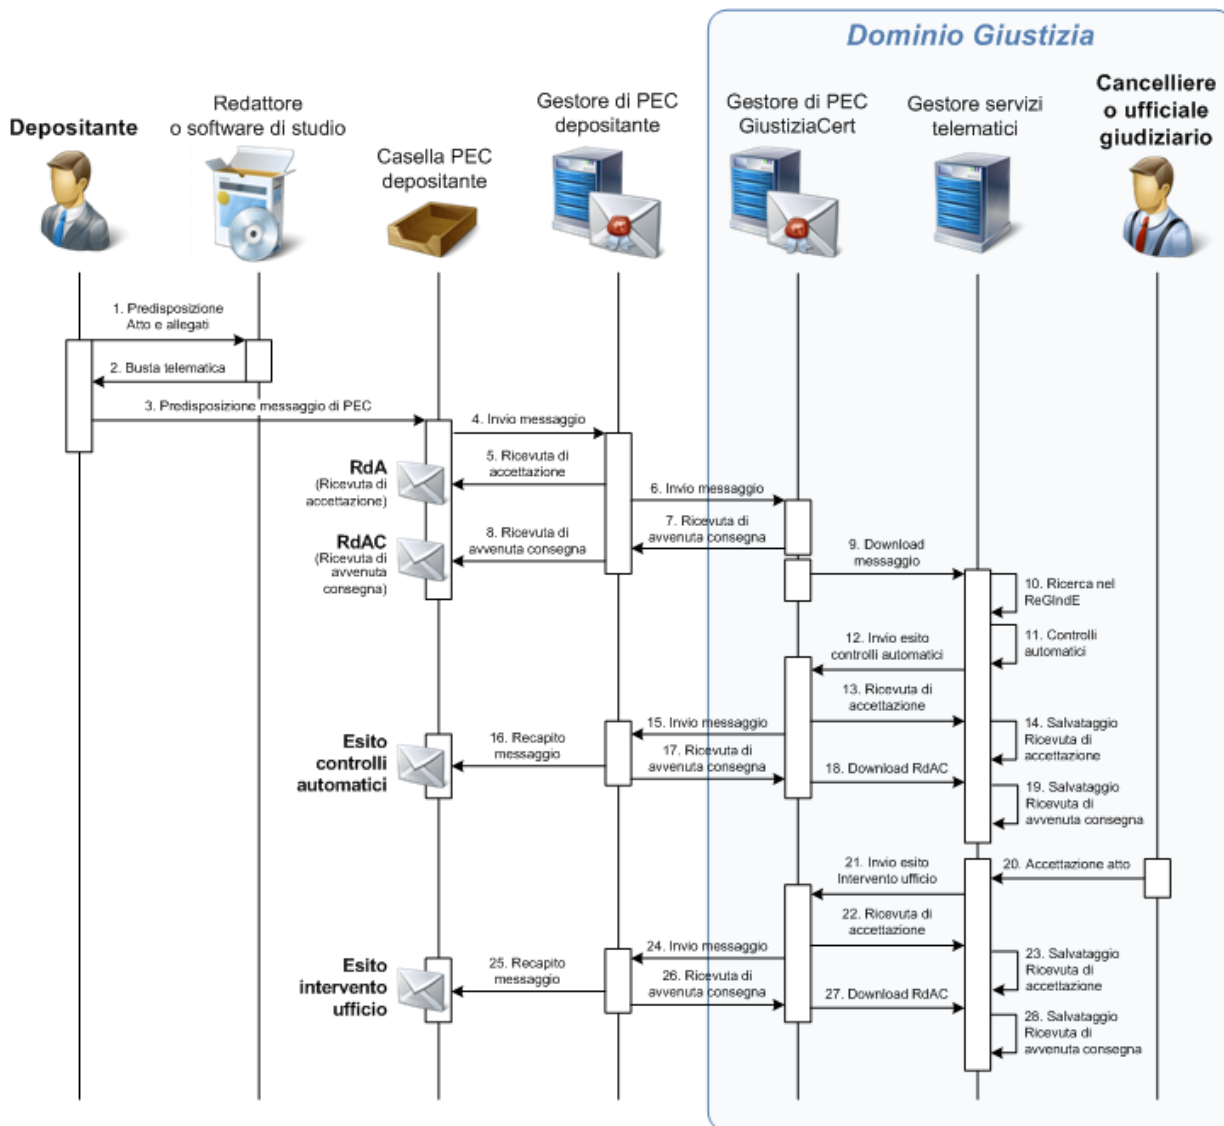 Dominio Giustizia
Depositante
Redattore
o software di studio
Casella PEC
depositante
Gestore di PEC
depositante
Gestore di PEC
GiustiziaCert
Gestore servizi
telematici
Cancelliere
o ufficiale
giudiziario
1. Predisposizione
Atto e allegati
2. Busta telematica
3. Predisposizione messaggio di PEC
4. Invio messaggio
5. Ricevuta di
accettazione
RdA
(Ricevuta di
accettazione)
6. Invio messaggio
7. Ricevuta di
avvenuta consegna
8. Ricevuta di
avvenuta consegna
RdAC
(Ricevuta di
avvenuta
consegna)
9. Download
messaggio
10. Ricerca nel
ReGIndE
11. Controlli
automatici
12. Invio esito
controlli automatici
13. Ricevuta di
accettazione
14. Salvataggio
Ricevuta di
accettazione
15. Invio messaggio
16. Recapito
messaggio
Esito
controlli
automatici
17. Ricevuta di
avvenuta consegna
18. Download RdAC
19. Salvataggio
Ricevuta di
avvenuta consegna
20. Accettazione atto
21. Invio esito
Intervento ufficio
22. Ricevuta di
accettazione
23. Salvataggio
Ricevuta di
accettazione
24. Invio messaggio
25. Recapito
messaggio
Esito
intervento
ufficio
26. Ricevuta di
avvenuta consegna
27. Download RdAC
28. Salvataggio
Ricevuta di
avvenuta consegna